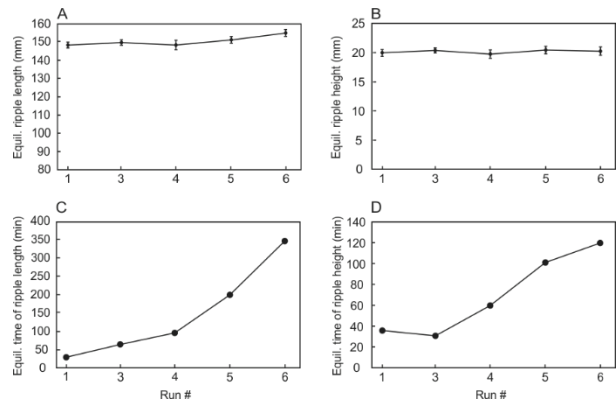 A
Equil. ripple length (mm)
160
150
140
130
120
110
100
90
80
1 3 4 5 6
B
Equil. ripple height (mm)
25
20
15
10
5
0
1 3 4 5 6
C
Equil. time of ripple length (min)
400
350
300
250
200
150
100
50
0
1 3 4 5 6
Run #
D
Equil. time of ripple height (min)
140
120
100
80
60
40
20
0
1 3 4 5 6
Run #